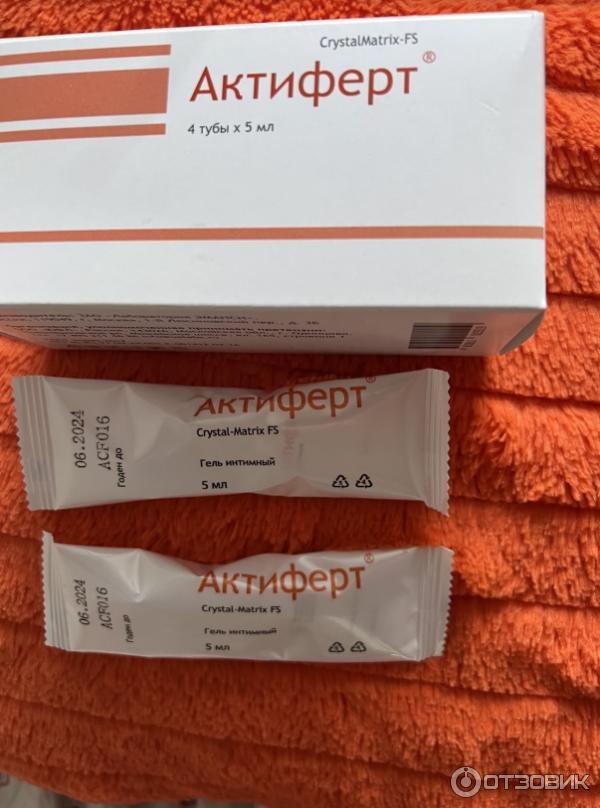 CrystalMatrix-FS
Актиферт®
4 тубы x 5 мл
АКТИФЕРТ®
Crystal-Matrix FS
Гель интимный
5 мл
06.2024
ACF016
Годен до
АКТИФЕРТ®
Crystal-Matrix FS
Гель интимный
5 мл
06.2024
ACF016
Годен до
ОТЗОВИК